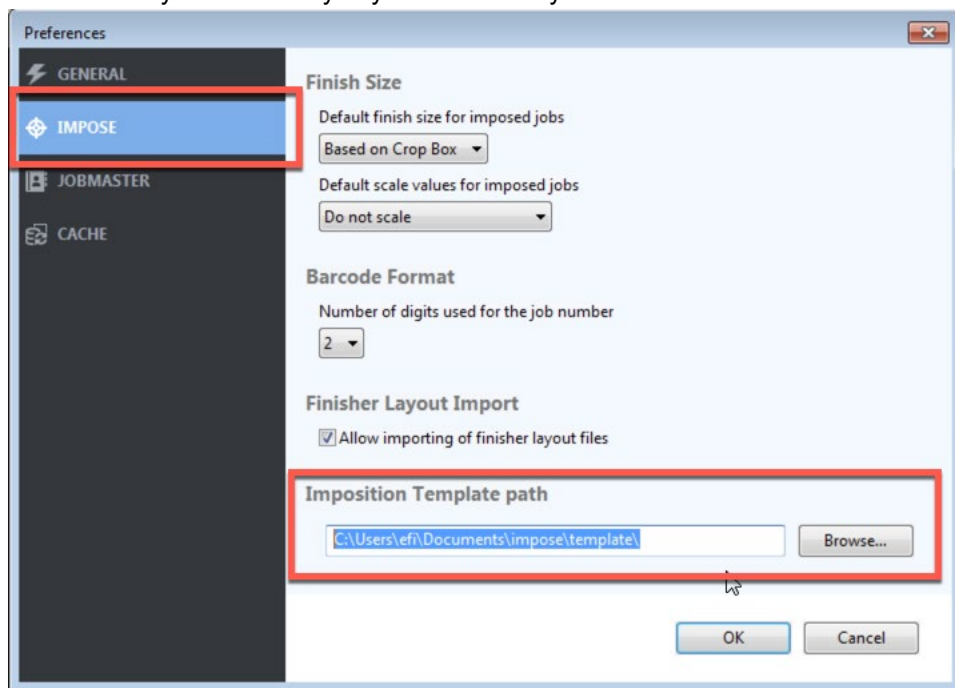 Preferences
GENERAL
IMPOSE
JOBMASTER
CACHE
Finish Size
Default finish size for imposed jobs
Based on Crop Box
Default scale values for imposed jobs
Do not scale
Barcode Format
Number of digits used for the job number
2
Finisher Layout Import
Allow importing of finisher layout files
Imposition Template path
C:\Users\efi\Documents\impose\template\
Browse...
OK
Cancel